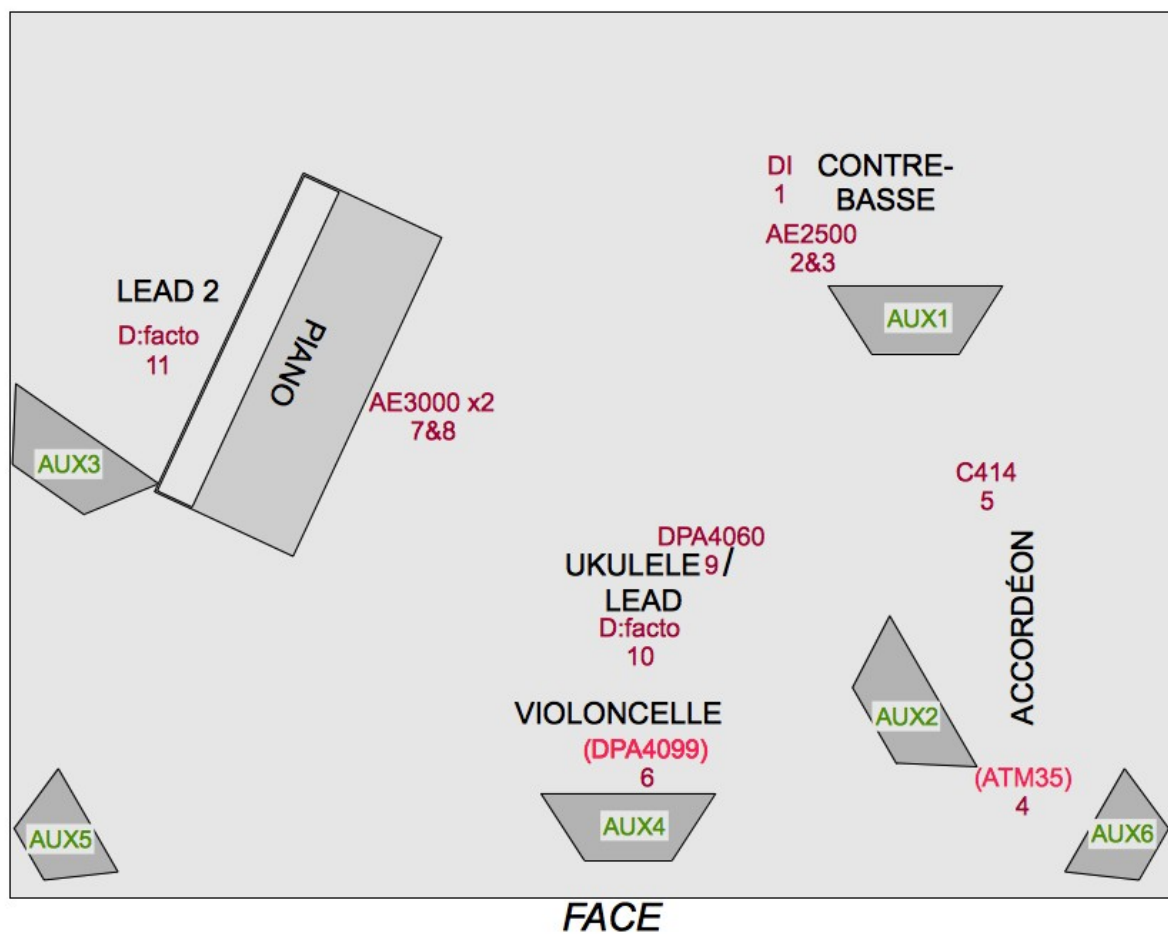 DI
1
CONTRE-
BASSE
AE2500
2&3
AUX1
LEAD 2
D:facto
11
PIANO
AE3000 x2
7&8
AUX3
C414
5
DPA4060
UKULELE 9 /
LEAD
D:facto
10
ACCORDÉON
VIOLONCELLE
(DPA4099)
6
AUX2
(ATM35)
4
AUX5
AUX4
AUX6
FACE